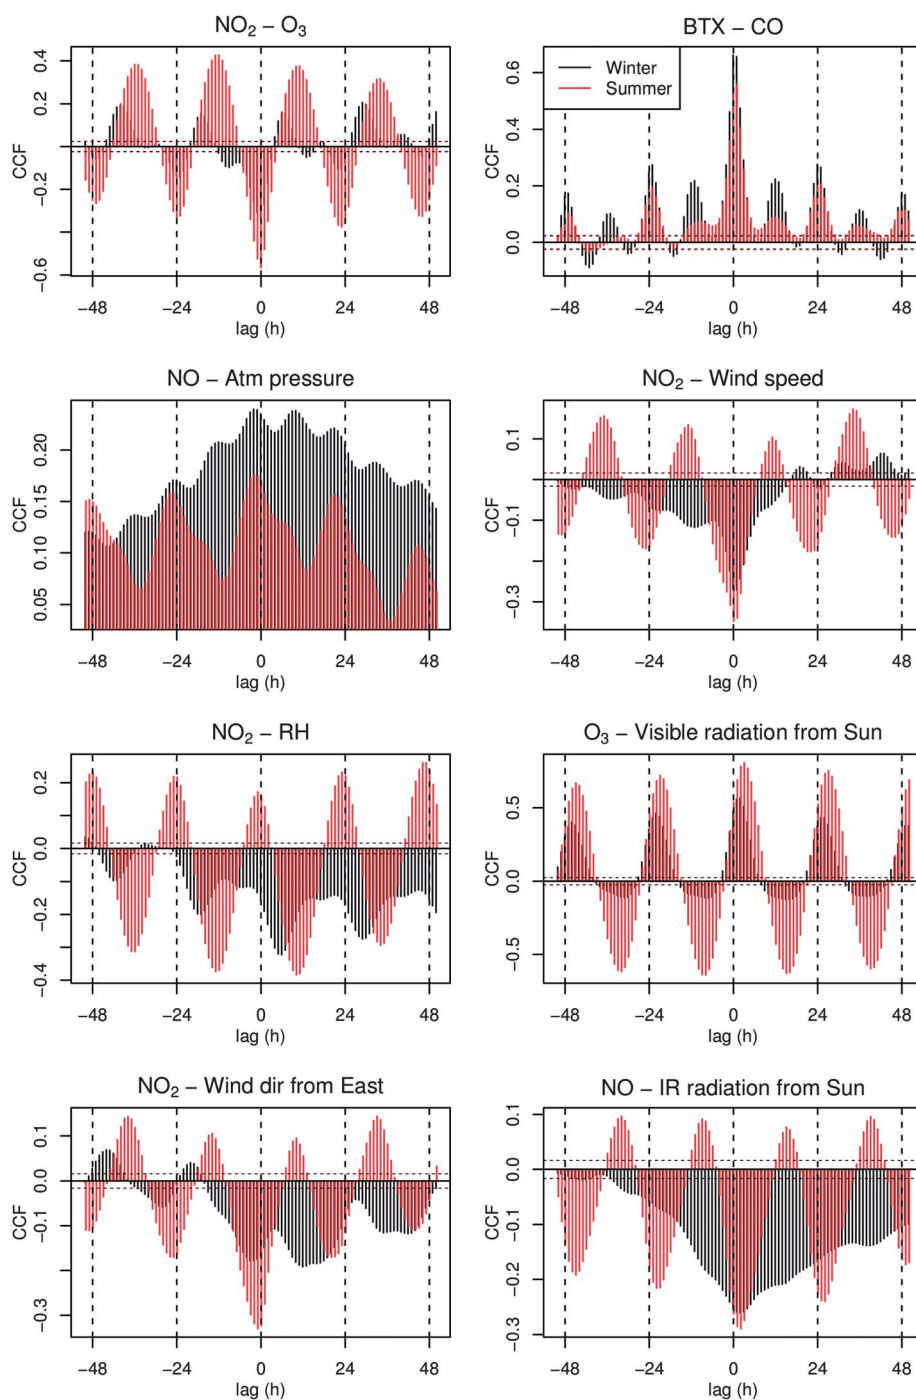 NO₂ – O₃
CCF
0.4
0.2
−0.2
−0.6
−48 −24 0 24 48
lag (h)
BTX – CO
Winter
Summer
CCF
0.6
0.4
0.2
0.0
−48 −24 0 24 48
lag (h)
NO – Atm pressure
CCF
0.20
0.15
0.10
0.05
−48 −24 0 24 48
lag (h)
NO₂ – Wind speed
CCF
0.1
−0.1
−0.3
−48 −24 0 24 48
lag (h)
NO₂ – RH
CCF
0.2
0.0
−0.2
−0.4
−48 −24 0 24 48
lag (h)
O₃ – Visible radiation from Sun
CCF
0.5
0.0
−0.5
−48 −24 0 24 48
lag (h)
NO₂ – Wind dir from East
CCF
0.1
0.0
−0.1
−0.3
−48 −24 0 24 48
lag (h)
NO – IR radiation from Sun
CCF
0.1
0.0
−0.1
−0.2
−0.3
−48 −24 0 24 48
lag (h)